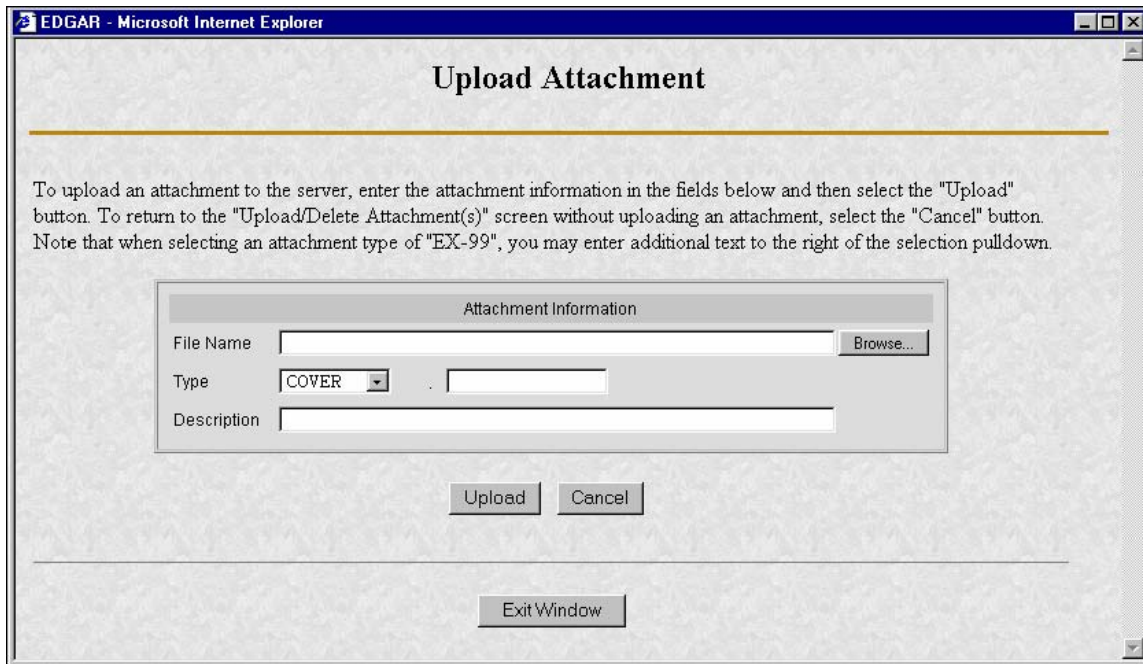 EDGAR - Microsoft Internet Explorer
Upload Attachment
To upload an attachment to the server, enter the attachment information in the fields below and then select the "Upload"
button. To return to the "Upload/Delete Attachment(s)" screen without uploading an attachment, select the "Cancel" button.
Note that when selecting an attachment type of "EX-99", you may enter additional text to the right of the selection pulldown.
Attachment Information
File Name Browse...
Type COVER .
Description
Upload Cancel
Exit Window